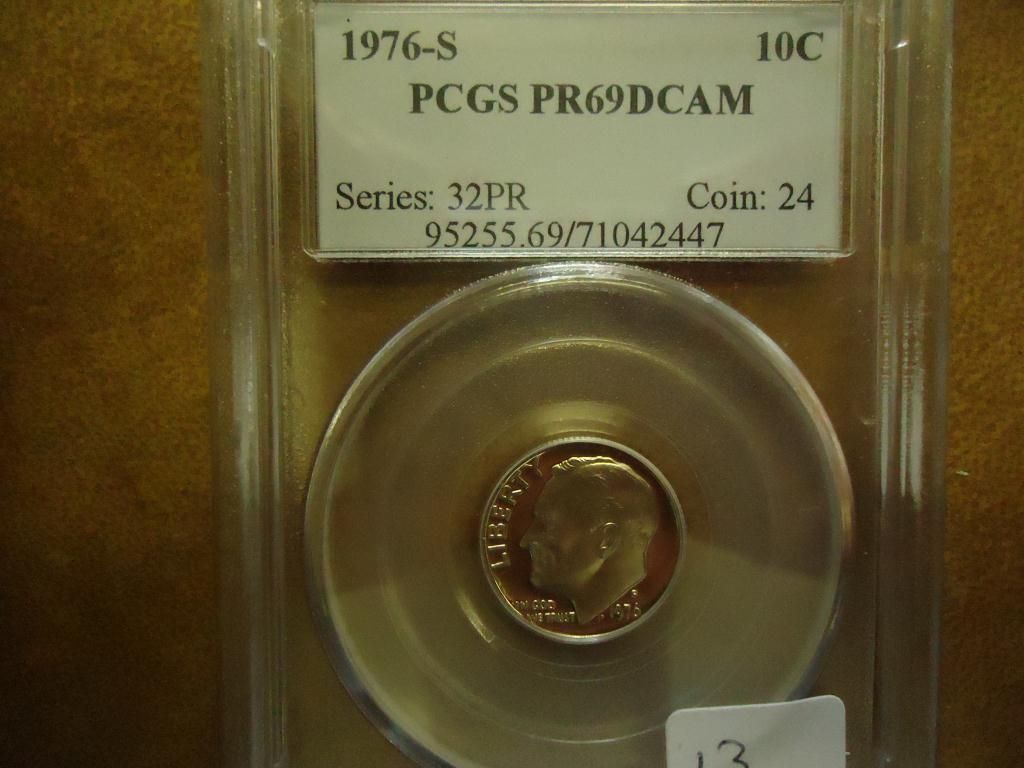 1976-S 10C
PCGS PR69DCAM
Series: 32PR Coin: 24
95255.69/71042447
LIBERTY
IN GOD
WE TRUST
S
1976
13